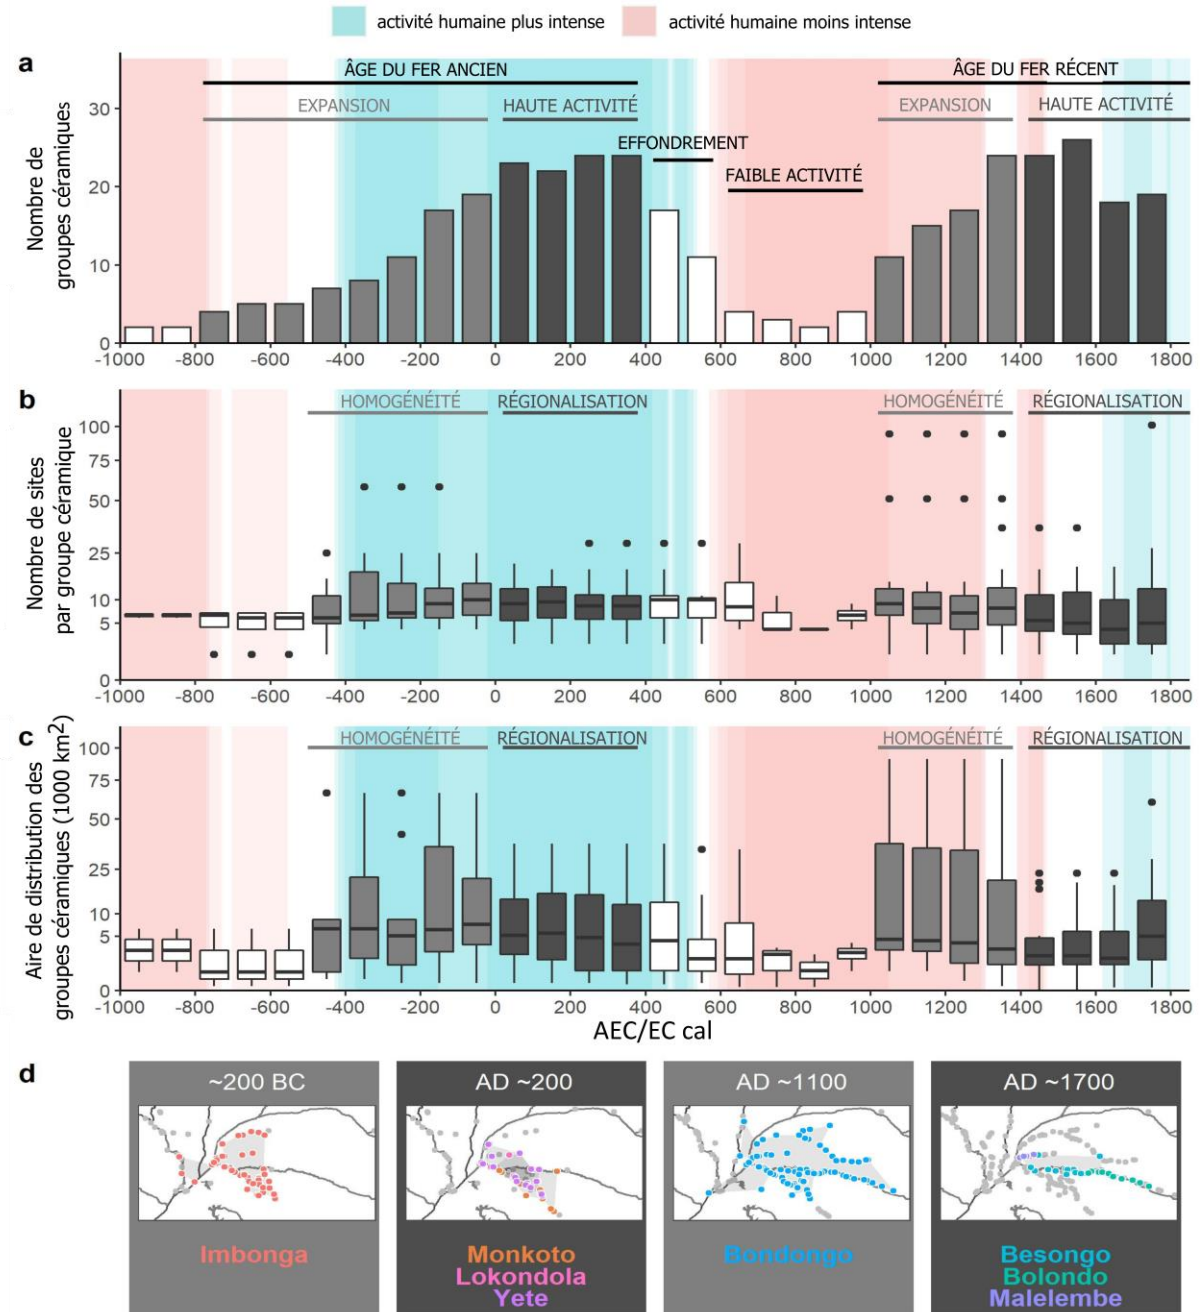 activité humaine plus intense activité humaine moins intense
a
ÂGE DU FER ANCIEN ÂGE DU FER RÉCENT
EXPANSION HAUTE ACTIVITÉ EXPANSION HAUTE ACTIVITÉ
EFFONDREMENT
FAIBLE ACTIVITÉ
Nombre de
groupes céramiques
30
20
10
0
-1000 -800 -600 -400 -200 0 200 400 600 800 1000 1200 1400 1600 1800
b
HOMOGÉNÉITÉ RÉGIONALISATION HOMOGÉNÉITÉ RÉGIONALISATION
Nombre de sites
par groupe céramique
100
75
50
25
10
5
0
-1000 -800 -600 -400 -200 0 200 400 600 800 1000 1200 1400 1600 1800
c
HOMOGÉNÉITÉ RÉGIONALISATION HOMOGÉNÉITÉ RÉGIONALISATION
Aire de distribution des
groupes céramiques (1000 km²)
100
75
50
25
10
5
0
-1000 -800 -600 -400 -200 0 200 400 600 800 1000 1200 1400 1600 1800
AEC/EC cal
d
~200 BC AD ~200 AD ~1100 AD ~1700
Imbonga Monkoto Bondongo Besongo
Lokondola Bolondo
Yete Malelembe